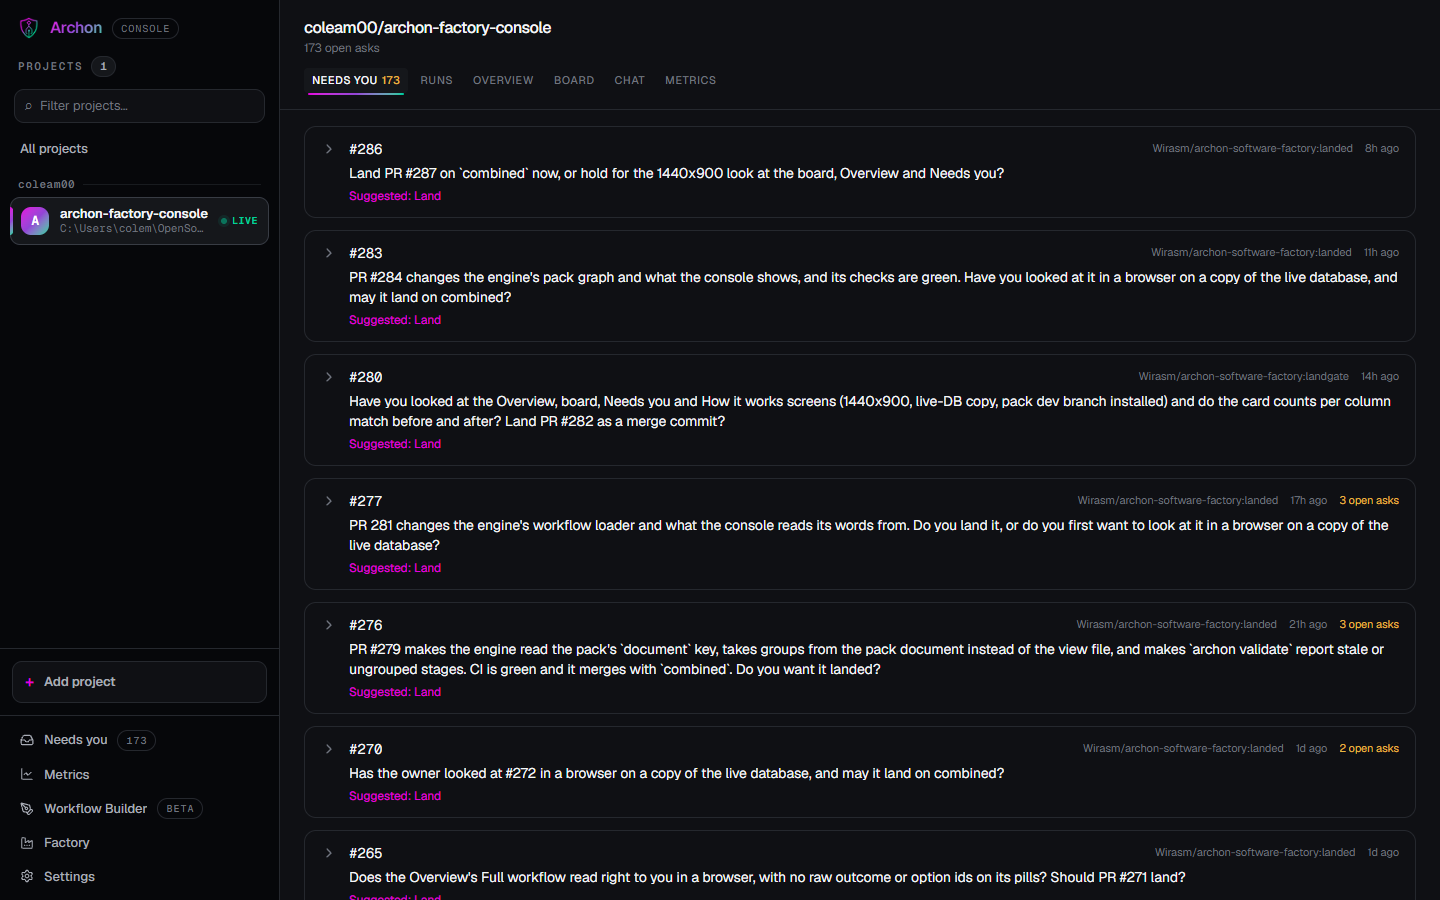 Archon CONSOLE
PROJECTS 1
Filter projects...
All projects
coleam00
A archon-factory-console LIVE
C:\Users\colem\OpenSo…
+ Add project
Needs you 173
Metrics
Workflow Builder BETA
Factory
Settings
coleam00/archon-factory-console
173 open asks
NEEDS YOU 173 RUNS OVERVIEW BOARD CHAT METRICS
#286 Wirasm/archon-software-factory:landed 8h ago
Land PR #287 on `combined` now, or hold for the 1440x900 look at the board, Overview and Needs you?
Suggested: Land
#283 Wirasm/archon-software-factory:landed 11h ago
PR #284 changes the engine's pack graph and what the console shows, and its checks are green. Have you looked at it in a browser on a copy of the live database, and
may it land on combined?
Suggested: Land
#280 Wirasm/archon-software-factory:landgate 14h ago
Have you looked at the Overview, board, Needs you and How it works screens (1440x900, live-DB copy, pack dev branch installed) and do the card counts per column
match before and after? Land PR #282 as a merge commit?
Suggested: Land
#277 Wirasm/archon-software-factory:landed 17h ago 3 open asks
PR 281 changes the engine's workflow loader and what the console reads its words from. Do you land it, or do you first want to look at it in a browser on a copy of the
live database?
Suggested: Land
#276 Wirasm/archon-software-factory:landed 21h ago 3 open asks
PR #279 makes the engine read the pack's `document` key, takes groups from the pack document instead of the view file, and makes `archon validate` report stale or
ungrouped stages. CI is green and it merges with `combined`. Do you want it landed?
Suggested: Land
#270 Wirasm/archon-software-factory:landed 1d ago 2 open asks
Has the owner looked at #272 in a browser on a copy of the live database, and may it land on combined?
Suggested: Land
#265 Wirasm/archon-software-factory:landed 1d ago
Does the Overview's Full workflow read right to you in a browser, with no raw outcome or option ids on its pills? Should PR #271 land?
Suggested: Land